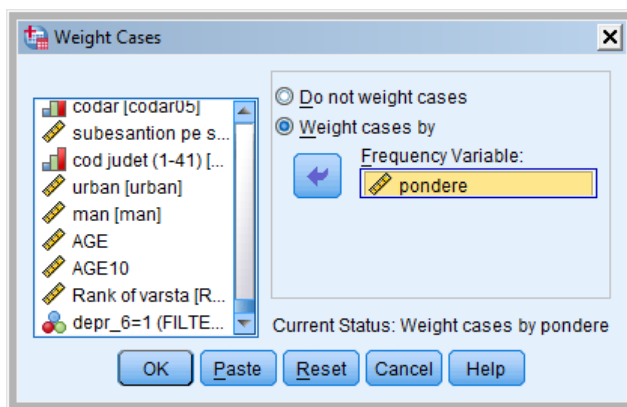 Weight Cases
codar [codar05]
subesantion pe s...
cod judet (1-41) [...
urban [urban]
man [man]
AGE
AGE10
Rank of varsta [R...
depr_6=1 (FILTE...
Do not weight cases
Weight cases by
Frequency Variable:
pondere
Current Status: Weight cases by pondere
OK Paste Reset Cancel Help